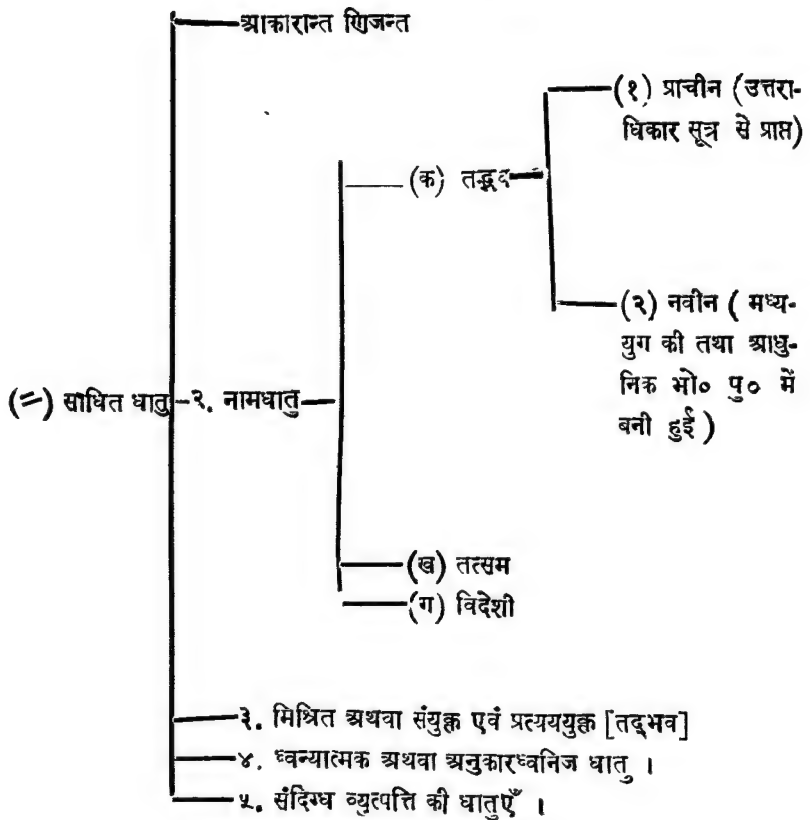 आकारान्त णिजन्त
(१) प्राचीन (उत्तरा-
धिकार सूत्र से प्राप्त)
(क) तद्भव
(२) नवीन ( मध्य-
युग की तथा आधु-
निक भो० पु० में
बनी हुई )
(=) साधित धातु
२. नामधातु
(ख) तत्सम
(ग) विदेशी
३. मिश्रित अथवा संयुक्त एवं प्रत्यययुक्त [तद्भव]
४. ध्वन्यात्मक अथवा अनुकारध्वनिज धातु ।
५. संदिग्ध व्युत्पत्ति की धातुएँ ।